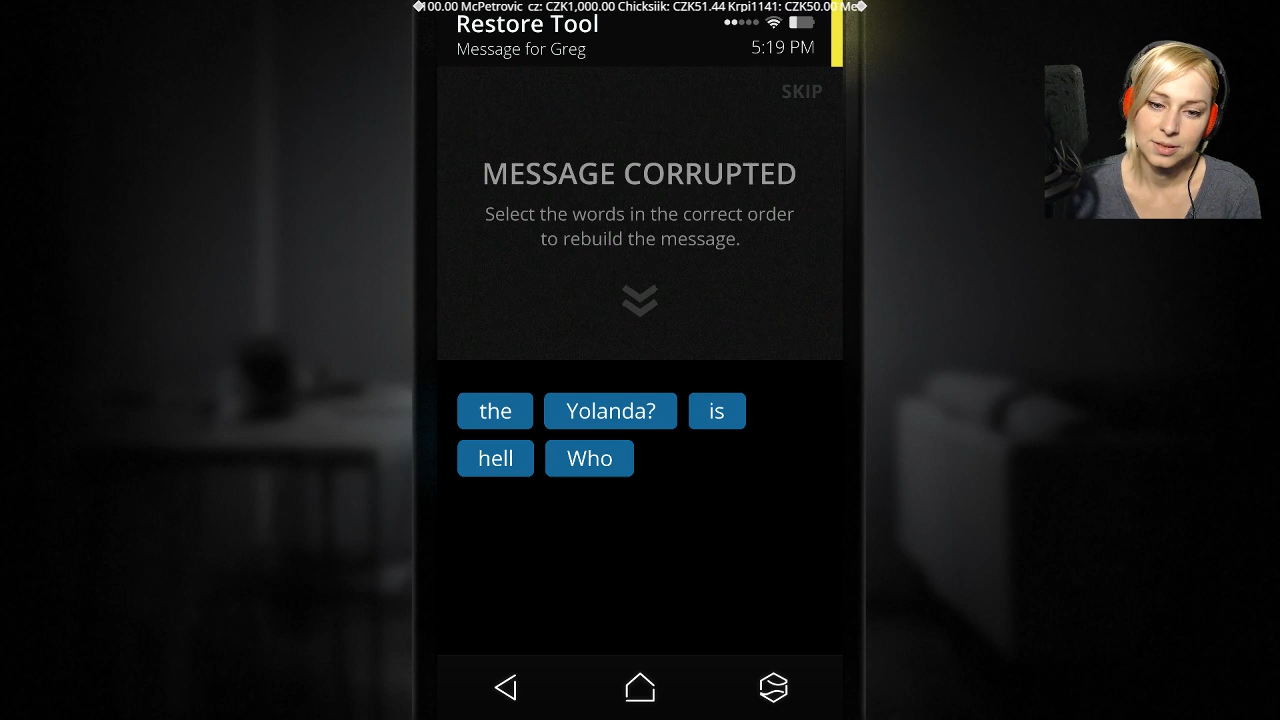 100.00 McPetrovic cz: CZK1,000.00 Chicksiik: CZK51.44 Krpi1141: CZK50.00 Me
Restore Tool
Message for Greg
5:19 PM
SKIP
MESSAGE CORRUPTED
Select the words in the correct order
to rebuild the message.
the Yolanda? is
hell Who